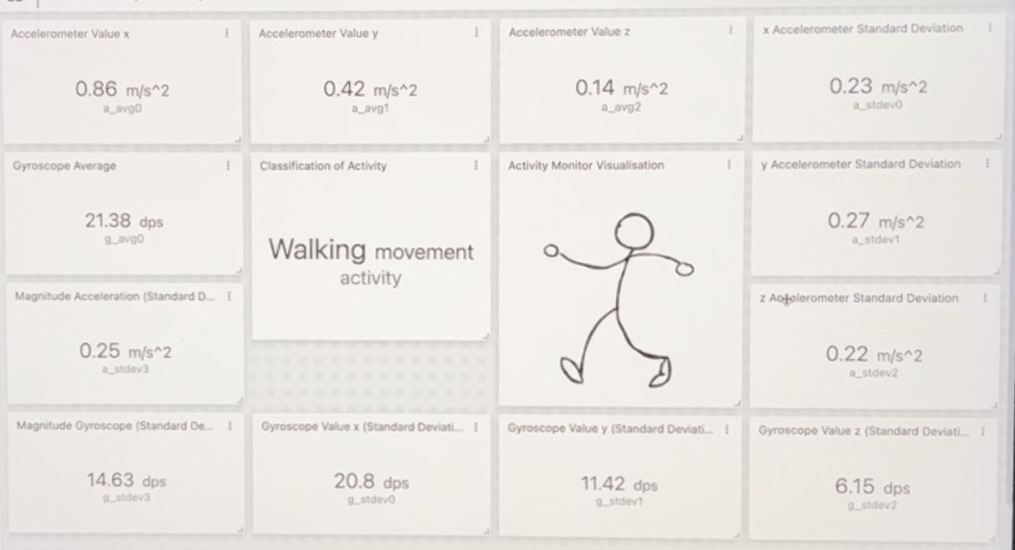 Accelerometer Value x
0.86 m/s^2
a_avg0
Accelerometer Value y
0.42 m/s^2
a_avg1
Accelerometer Value z
0.14 m/s^2
a_avg2
x Accelerometer Standard Deviation
0.23 m/s^2
a_stdev0
Gyroscope Average
21.38 dps
g_avg0
Classification of Activity
Walking movement
activity
Activity Monitor Visualisation
y Accelerometer Standard Deviation
0.27 m/s^2
a_stdev1
Magnitude Acceleration (Standard D...
0.25 m/s^2
a_stdev3
z Accelerometer Standard Deviation
0.22 m/s^2
a_stdev2
Magnitude Gyroscope (Standard De...
14.63 dps
g_stdev3
Gyroscope Value x (Standard Deviati...
20.8 dps
g_stdev0
Gyroscope Value y (Standard Deviati...
11.42 dps
g_stdev1
Gyroscope Value z (Standard Deviati...
6.15 dps
g_stdev2